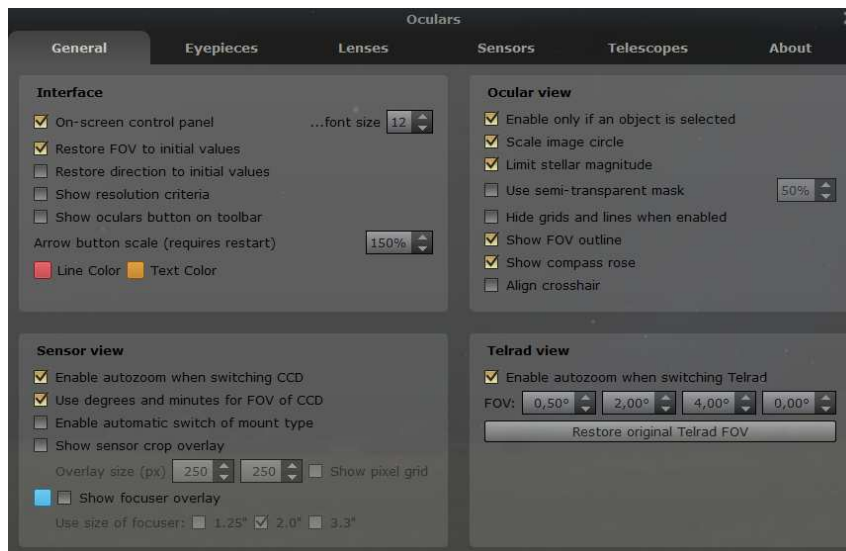 Oculars
General Eyepieces Lenses Sensors Telescopes About
Interface
On-screen control panel ...font size 12
Restore FOV to initial values
Restore direction to initial values
Show resolution criteria
Show oculars button on toolbar
Arrow button scale (requires restart) 150%
Line Color Text Color
Ocular view
Enable only if an object is selected
Scale image circle
Limit stellar magnitude
Use semi-transparent mask 50%
Hide grids and lines when enabled
Show FOV outline
Show compass rose
Align crosshair
Sensor view
Enable autozoom when switching CCD
Use degrees and minutes for FOV of CCD
Enable automatic switch of mount type
Show sensor crop overlay
Overlay size (px) 250 250 Show pixel grid
Show focuser overlay
Use size of focuser: 1.25" 2.0" 3.3"
Telrad view
Enable autozoom when switching Telrad
FOV: 0,50° 2,00° 4,00° 0,00°
Restore original Telrad FOV